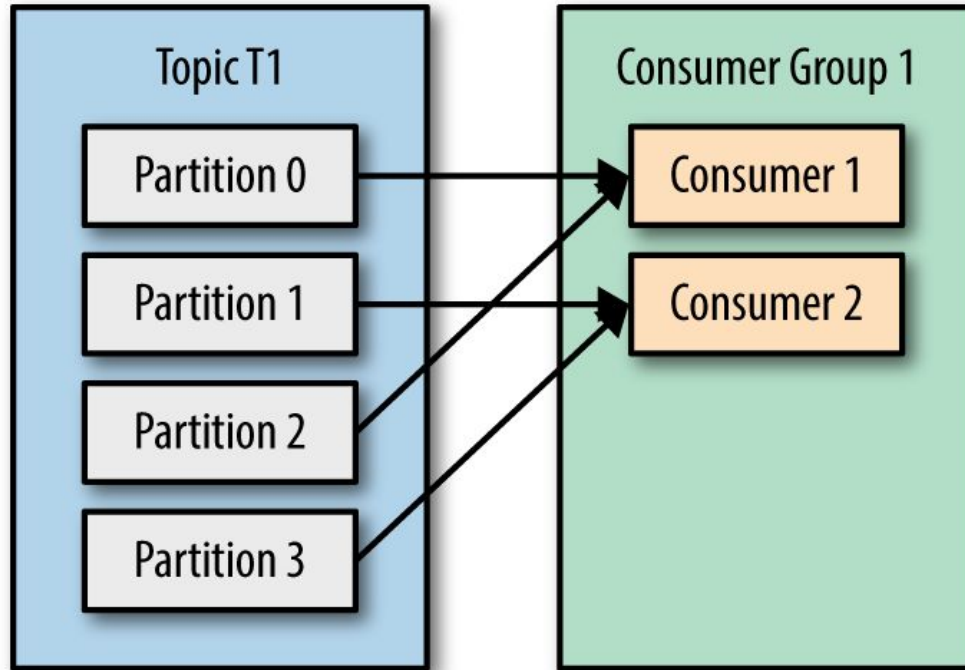 Topic T1
Partition 0
Partition 1
Partition 2
Partition 3
Consumer Group 1
Consumer 1
Consumer 2